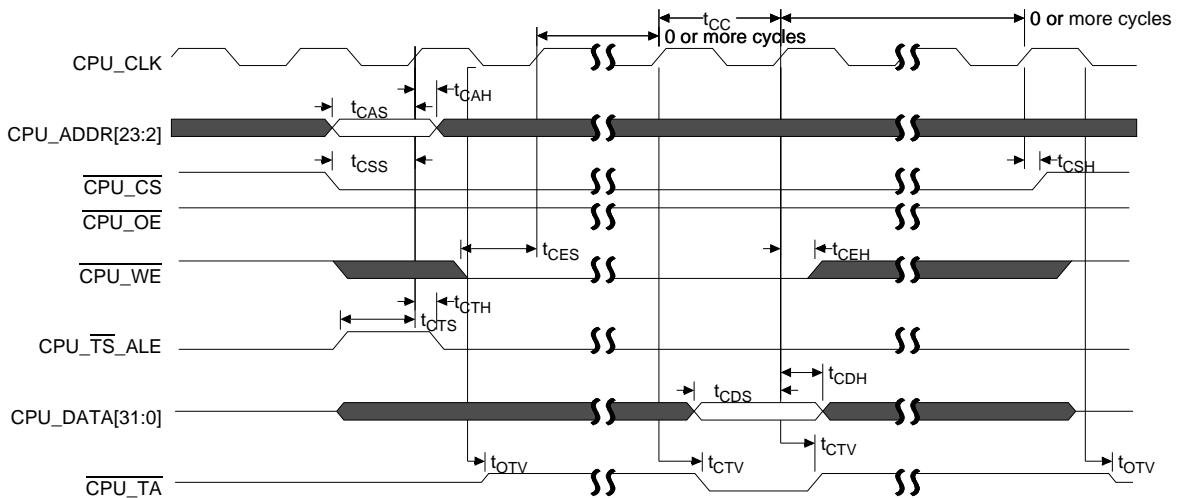 tCC
0 or more cycles
0 or more cycles
CPU_CLK
tCAH
tCAS
CPU_ADDR[23:2]
tCSS
tCSH
CPU_CS
CPU_OE
tCES
tCEH
CPU_WE
tCTH
tCTS
CPU_TS_ALE
tCDH
tCDS
CPU_DATA[31:0]
tCTV
tOTV
tCTV
tOTV
CPU_TA